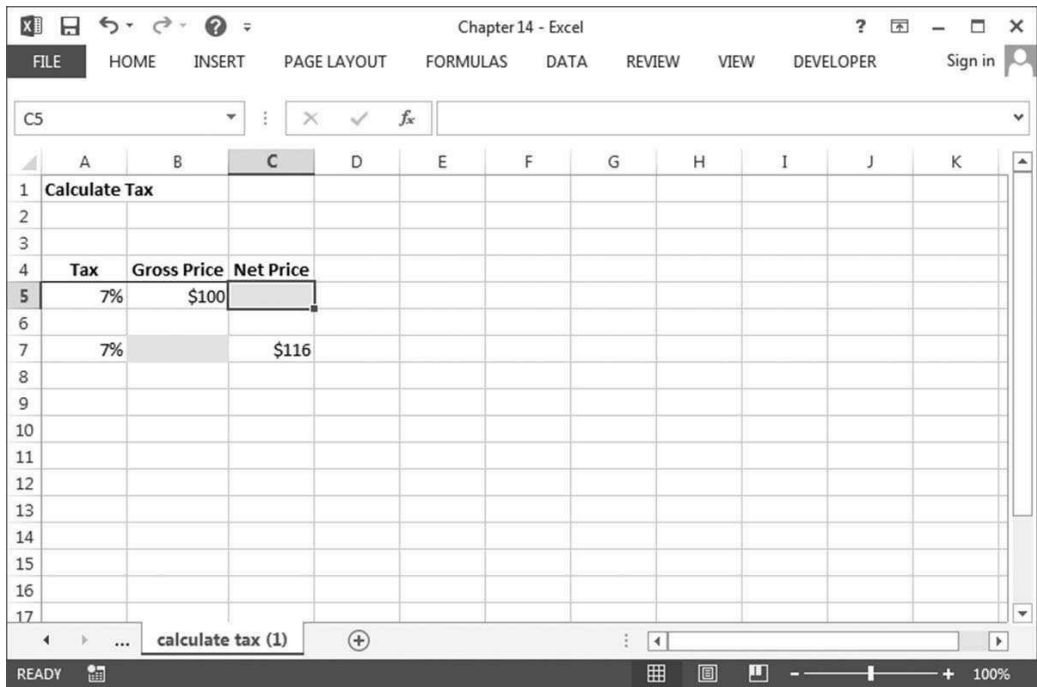 Chapter 14 - Excel
FILE HOME INSERT PAGE LAYOUT FORMULAS DATA REVIEW VIEW DEVELOPER Sign in
C5 fx
A B C D E F G H I J K
1 Calculate Tax
2
3
4 Tax Gross Price Net Price
5 7% $100
6
7 7% $116
8
9
10
11
12
13
14
15
16
17
... calculate tax (1)
READY 100%